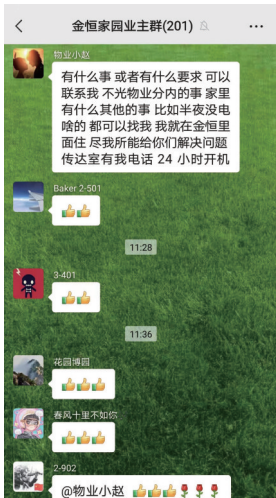 金恒家园业主群(201)
物业小赵
有什么事 或者有什么要求 可以
联系我 不光物业分内的事 家里
有什么其他的事 比如半夜没电
啥的 都可以找我 我就在金恒里
面住 尽我所能给你们解决问题
传达室有我电话 24 小时开机
Baker 2-501
👍👍
11:28
3-401
👍👍
11:36
花园博园
👍👍👍
春风十里不如你
👍👍👍
2-902
@物业小赵 👍👍👍🌹🌹🌹